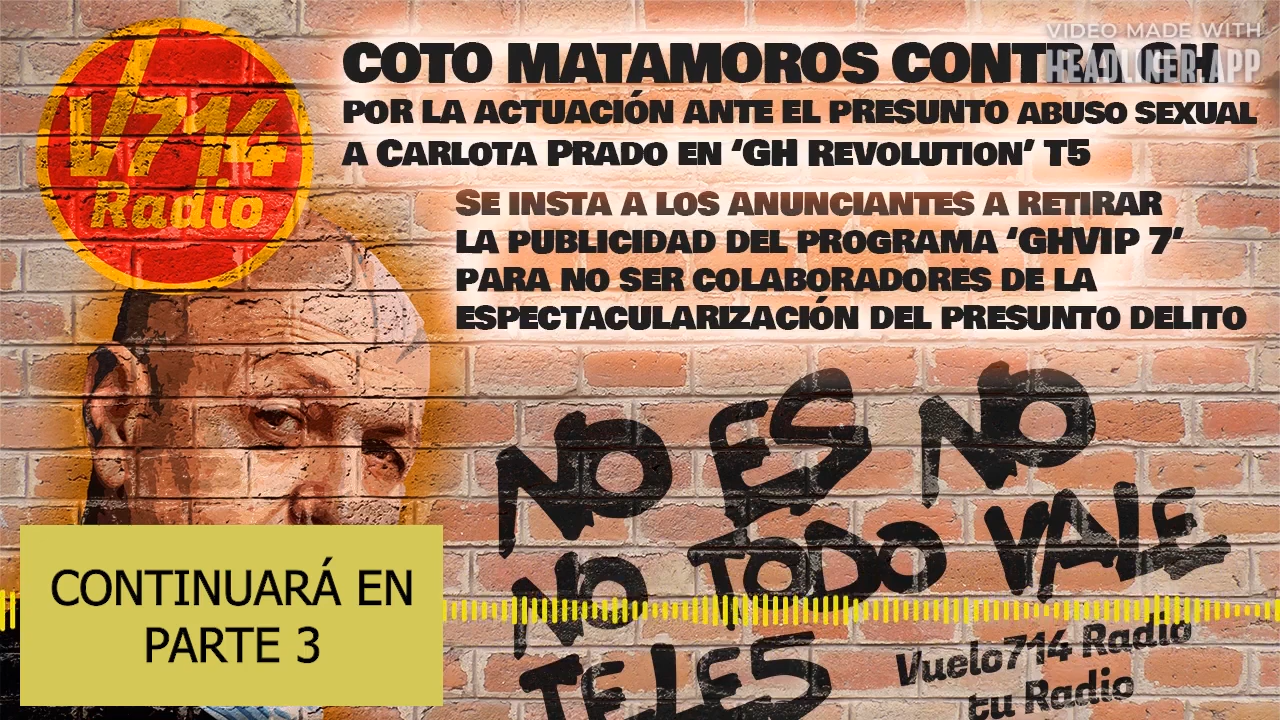 VIDEO MADE WITH
HEADLINER.APP
V714
Radio
COTO MATAMOROS CONTRA GH
POR LA ACTUACIÓN ANTE EL PRESUNTO ABUSO SEXUAL
A CARLOTA PRADO EN ‘GH REVOLUTION’ T5
SE INSTA A LOS ANUNCIANTES A RETIRAR
LA PUBLICIDAD DEL PROGRAMA ‘GHVIP 7’
PARA NO SER COLABORADORES DE LA
ESPECTACULARIZACIÓN DEL PRESUNTO DELITO
NO ES NO
NO TODO VALE
TELES
CONTINUARÁ EN
PARTE 3
Vuelo714 Radio
tu Radio